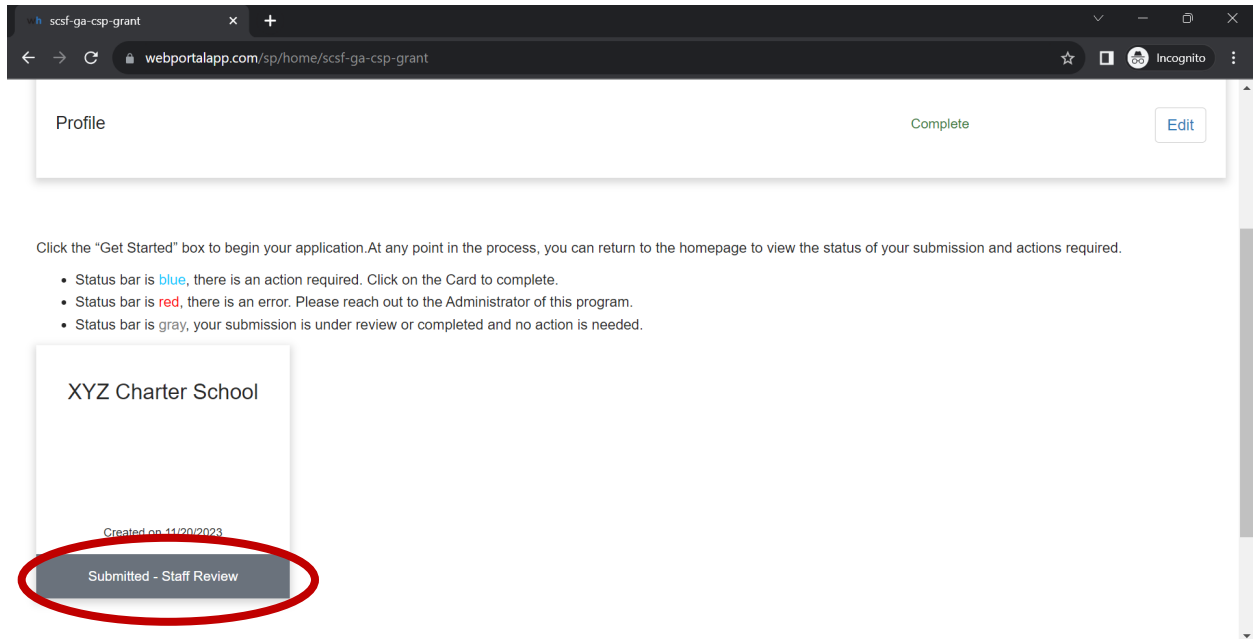 wh scsf-ga-csp-grant
webportalapp.com/sp/home/scsf-ga-csp-grant Incognito
Profile Complete Edit
Click the “Get Started” box to begin your application.At any point in the process, you can return to the homepage to view the status of your submission and actions required.
• Status bar is blue, there is an action required. Click on the Card to complete.
• Status bar is red, there is an error. Please reach out to the Administrator of this program.
• Status bar is gray, your submission is under review or completed and no action is needed.
XYZ Charter School
Created on 11/20/2023
Submitted - Staff Review